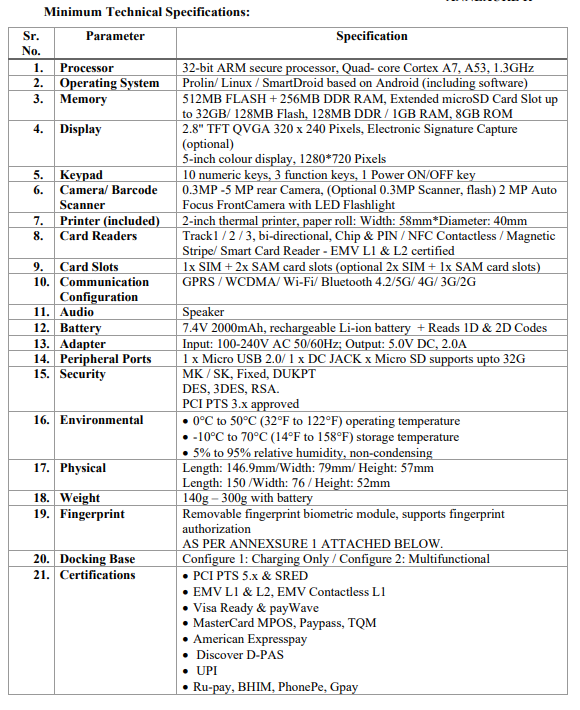 Minimum Technical Specifications:
Sr. No. Parameter Specification
1. Processor 32-bit ARM secure processor, Quad- core Cortex A7, A53, 1.3GHz
2. Operating System Prolin/ Linux / SmartDroid based on Android (including software)
3. Memory 512MB FLASH + 256MB DDR RAM, Extended microSD Card Slot up
to 32GB/ 128MB Flash, 128MB DDR / 1GB RAM, 8GB ROM
4. Display 2.8" TFT QVGA 320 x 240 Pixels, Electronic Signature Capture
(optional)
5-inch colour display, 1280*720 Pixels
5. Keypad 10 numeric keys, 3 function keys, 1 Power ON/OFF key
6. Camera/ Barcode 0.3MP -5 MP rear Camera, (Optional 0.3MP Scanner, flash) 2 MP Auto
Scanner Focus FrontCamera with LED Flashlight
7. Printer (included) 2-inch thermal printer, paper roll: Width: 58mm*Diameter: 40mm
8. Card Readers Track1 / 2 / 3, bi-directional, Chip & PIN / NFC Contactless / Magnetic
Stripe/ Smart Card Reader - EMV L1 & L2 certified
9. Card Slots 1x SIM + 2x SAM card slots (optional 2x SIM + 1x SAM card slots)
10. Communication GPRS / WCDMA/ Wi-Fi/ Bluetooth 4.2/5G/ 4G/ 3G/2G
Configuration
11. Audio Speaker
12. Battery 7.4V 2000mAh, rechargeable Li-ion battery + Reads 1D & 2D Codes
13. Adapter Input: 100-240V AC 50/60Hz; Output: 5.0V DC, 2.0A
14. Peripheral Ports 1 x Micro USB 2.0/ 1 x DC JACK x Micro SD supports upto 32G
15. Security MK / SK, Fixed, DUKPT
DES, 3DES, RSA.
PCI PTS 3.x approved
16. Environmental • 0°C to 50°C (32°F to 122°F) operating temperature
• -10°C to 70°C (14°F to 158°F) storage temperature
• 5% to 95% relative humidity, non-condensing
17. Physical Length: 146.9mm/Width: 79mm/ Height: 57mm
Length: 150 /Width: 76 / Height: 52mm
18. Weight 140g – 300g with battery
19. Fingerprint Removable fingerprint biometric module, supports fingerprint
authorization
AS PER ANNEXSURE 1 ATTACHED BELOW.
20. Docking Base Configure 1: Charging Only / Configure 2: Multifunctional
21. Certifications • PCI PTS 5.x & SRED
• EMV L1 & L2, EMV Contactless L1
• Visa Ready & payWave
• MasterCard MPOS, Paypass, TQM
• American Expresspay
• Discover D-PAS
• UPI
• Ru-pay, BHIM, PhonePe, Gpay